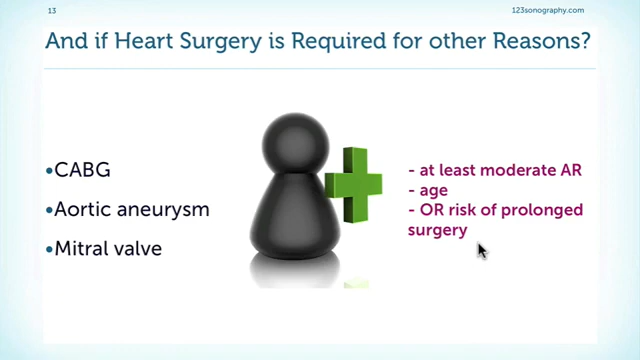 13
123sonography.com
And if Heart Surgery is Required for other Reasons?
•CABG
•Aortic aneurysm
•Mitral valve
- at least moderate AR
- age
- OR risk of prolonged
surgery